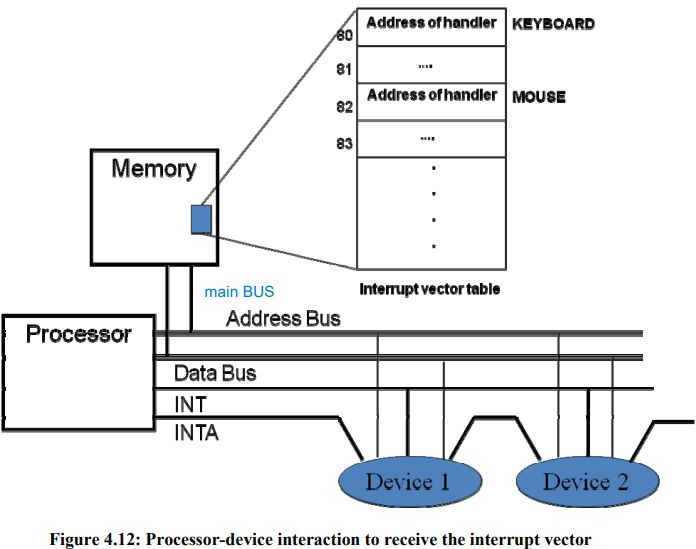 80 Address of handler KEYBOARD
81 ....
82 Address of handler MOUSE
83 ....
Interrupt vector table
Memory
main BUS
Address Bus
Processor
Data Bus
INT
INTA
Device 1
Device 2
Figure 4.12: Processor-device interaction to receive the interrupt vector